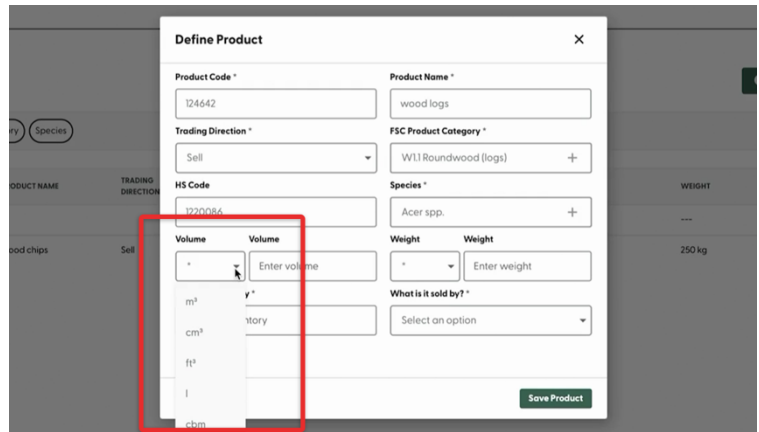 Define Product
Product Code *
Product Name *
124642
wood logs
Trading Direction *
FSC Product Category *
Sell
W1.1 Roundwood (logs)
HS Code
Species *
1220086
Acer spp.
Volume
Volume
Weight
Weight
*
Enter volume
*
Enter weight
y *
What is it sold by? *
ntory
Select an option
m³
cm³
ft³
l
cbm
Save Product
ry
Species
ODUCT NAME
TRADING
DIRECTION
WEIGHT
---
ood chips
Sell
250 kg